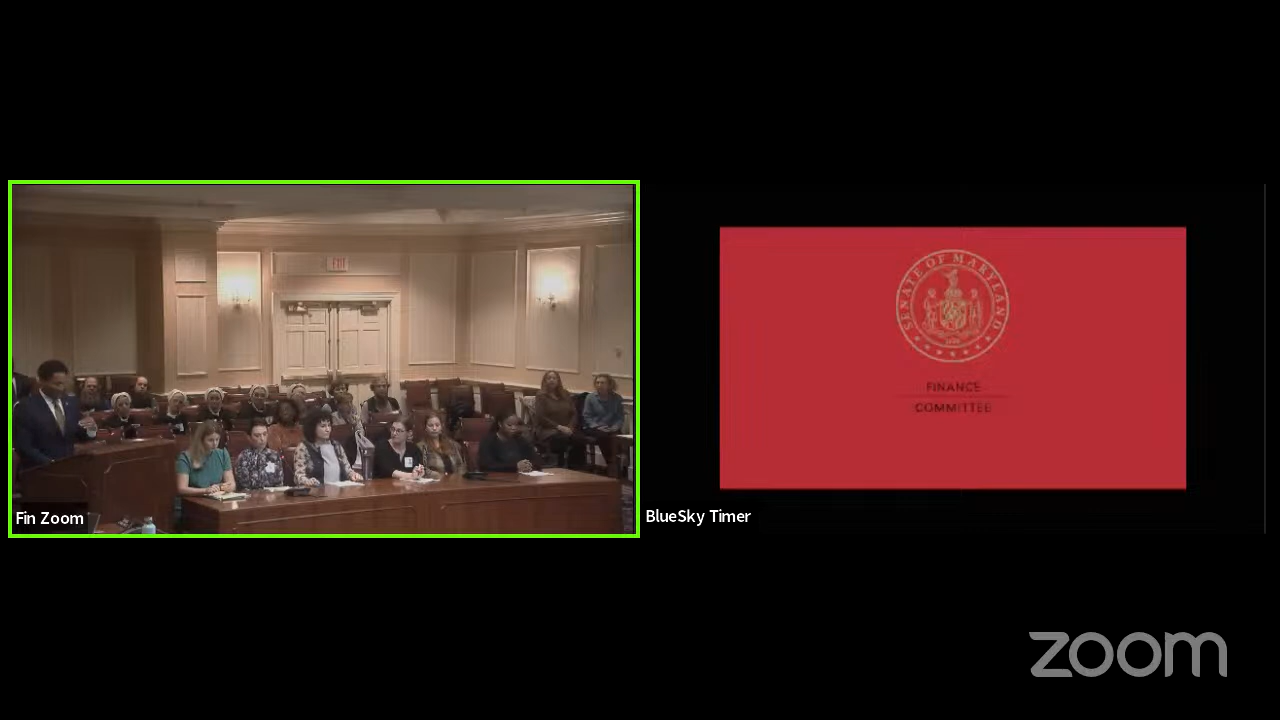 EXIT
SENATE OF MARYLAND
FINANCE
COMMITTEE
Fin Zoom
BlueSky Timer
zoom